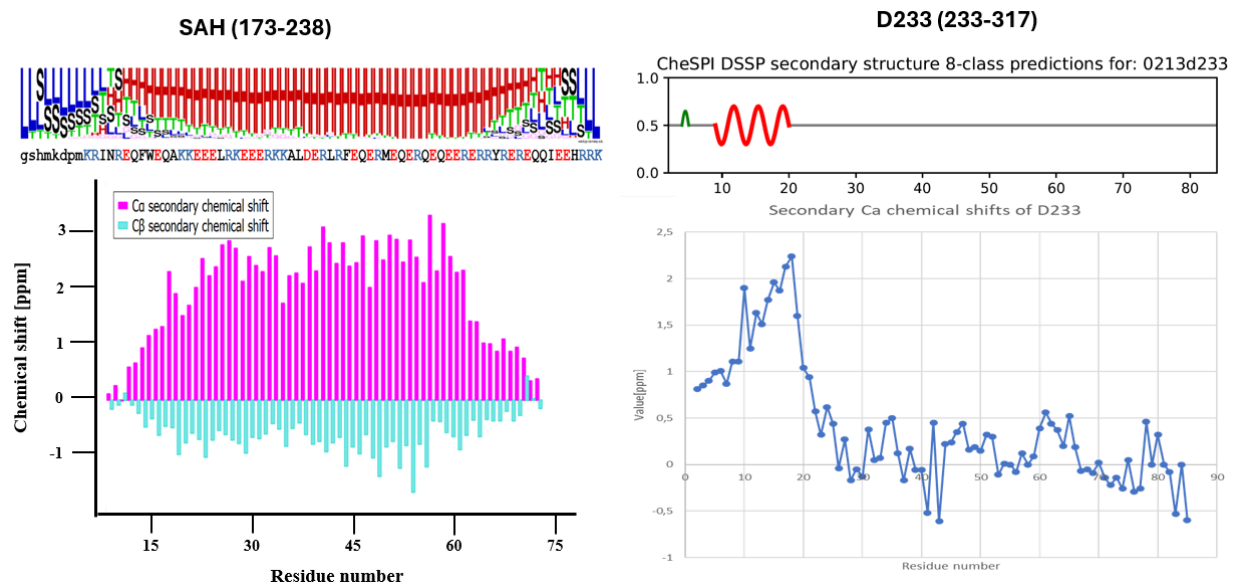 SAH (173-238)
gshmkdpmKRINREQFWEQAKKEEELRKEEERKKALDERLRFEQERMEQERQEQEERERRYREREQQIEEHRRK
Cα secondary chemical shift
Cβ secondary chemical shift
Chemical shift [ppm]
3
2
1
0
-1
15 30 45 60 75
Residue number
D233 (233-317)
CheSPI DSSP secondary structure 8-class predictions for: 0213d233
1.0
0.5
0.0
10 20 30 40 50 60 70 80
Secondary Ca chemical shifts of D233
Value[ppm]
2,5
2
1,5
1
0,5
0
-0,5
-1
0 10 20 30 40 50 60 70 80 90
Residue number